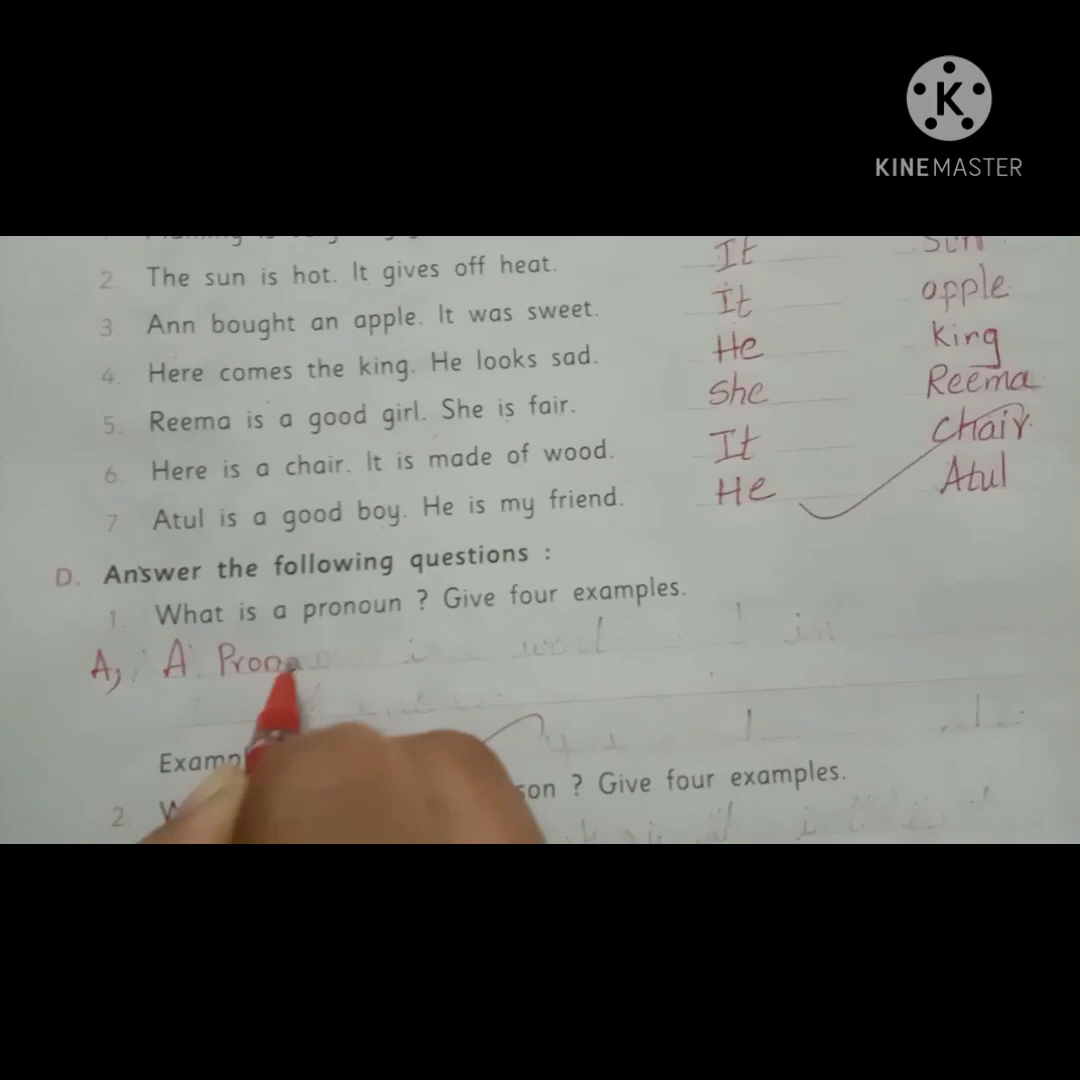 KINEMASTER
It Sun
2. The sun is hot. It gives off heat. It apple
3. Ann bought an apple. It was sweet. He King
4. Here comes the king. He looks sad. She Reema
5. Reema is a good girl. She is fair. It Chair
6. Here is a chair. It is made of wood. He Atul
7 Atul is a good boy. He is my friend.
D. Answer the following questions :
1. What is a pronoun ? Give four examples.
A, A Pron
Examp
2. son ? Give four examples.